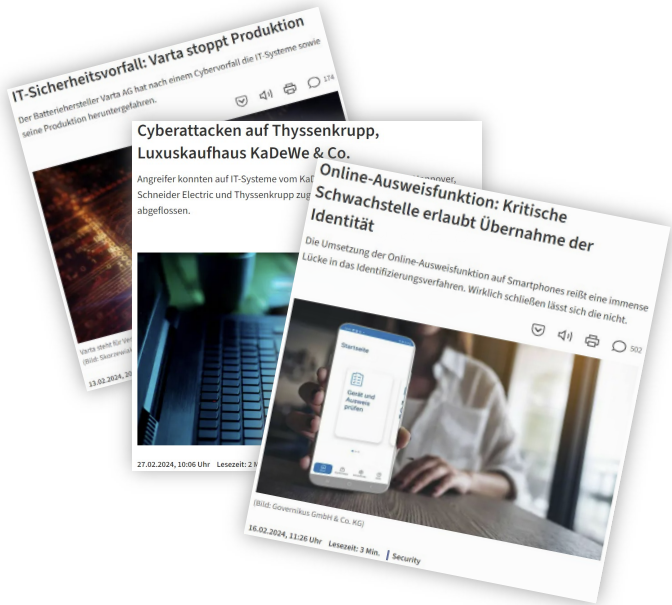 IT-Sicherheitsvorfall: Varta stoppt Produktion
Der Batteriehersteller Varta AG hat nach einem Cybervorfall die IT-Systeme sowie
seine Produktion heruntergefahren.
174
Varta steht für
(Bild: Skorzewiak
13.02.2024,
Cyberattacken auf Thyssenkrupp,
Luxuskaufhaus KaDeWe & Co.
Angreifer konnten auf IT-Systeme vom
Schneider Electric und Thyssenkrupp
abgeflossen.
27.02.2024, 10:06 Uhr Lesezeit: 2
Online-Ausweisfunktion: Kritische
Schwachstelle erlaubt Übernahme der
Identität
Die Umsetzung der Online-Ausweisfunktion auf Smartphones reißt eine immense
Lücke in das Identifizierungsverfahren. Wirklich schließen lässt sich die nicht.
502
Startseite
Gerät und
Ausweis
prüfen
(Bild: Governikus GmbH & Co. KG)
16.02.2024, 11:26 Uhr Lesezeit: 3 Min. Security